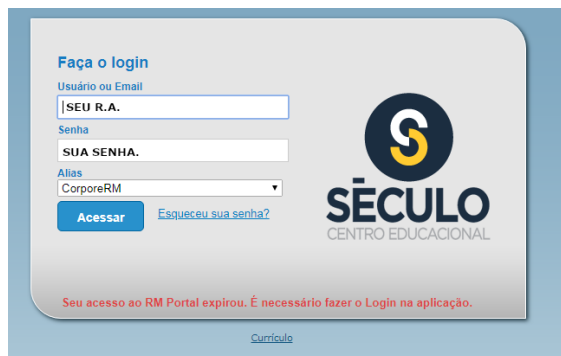 Faça o login
Usuário ou Email
SEU R.A.
Senha
SUA SENHA.
Alias
CorporeRM
Acessar
Esqueceu sua senha?
S
SÉCULO
CENTRO EDUCACIONAL
Seu acesso ao RM Portal expirou. É necessário fazer o Login na aplicação.
Currículo